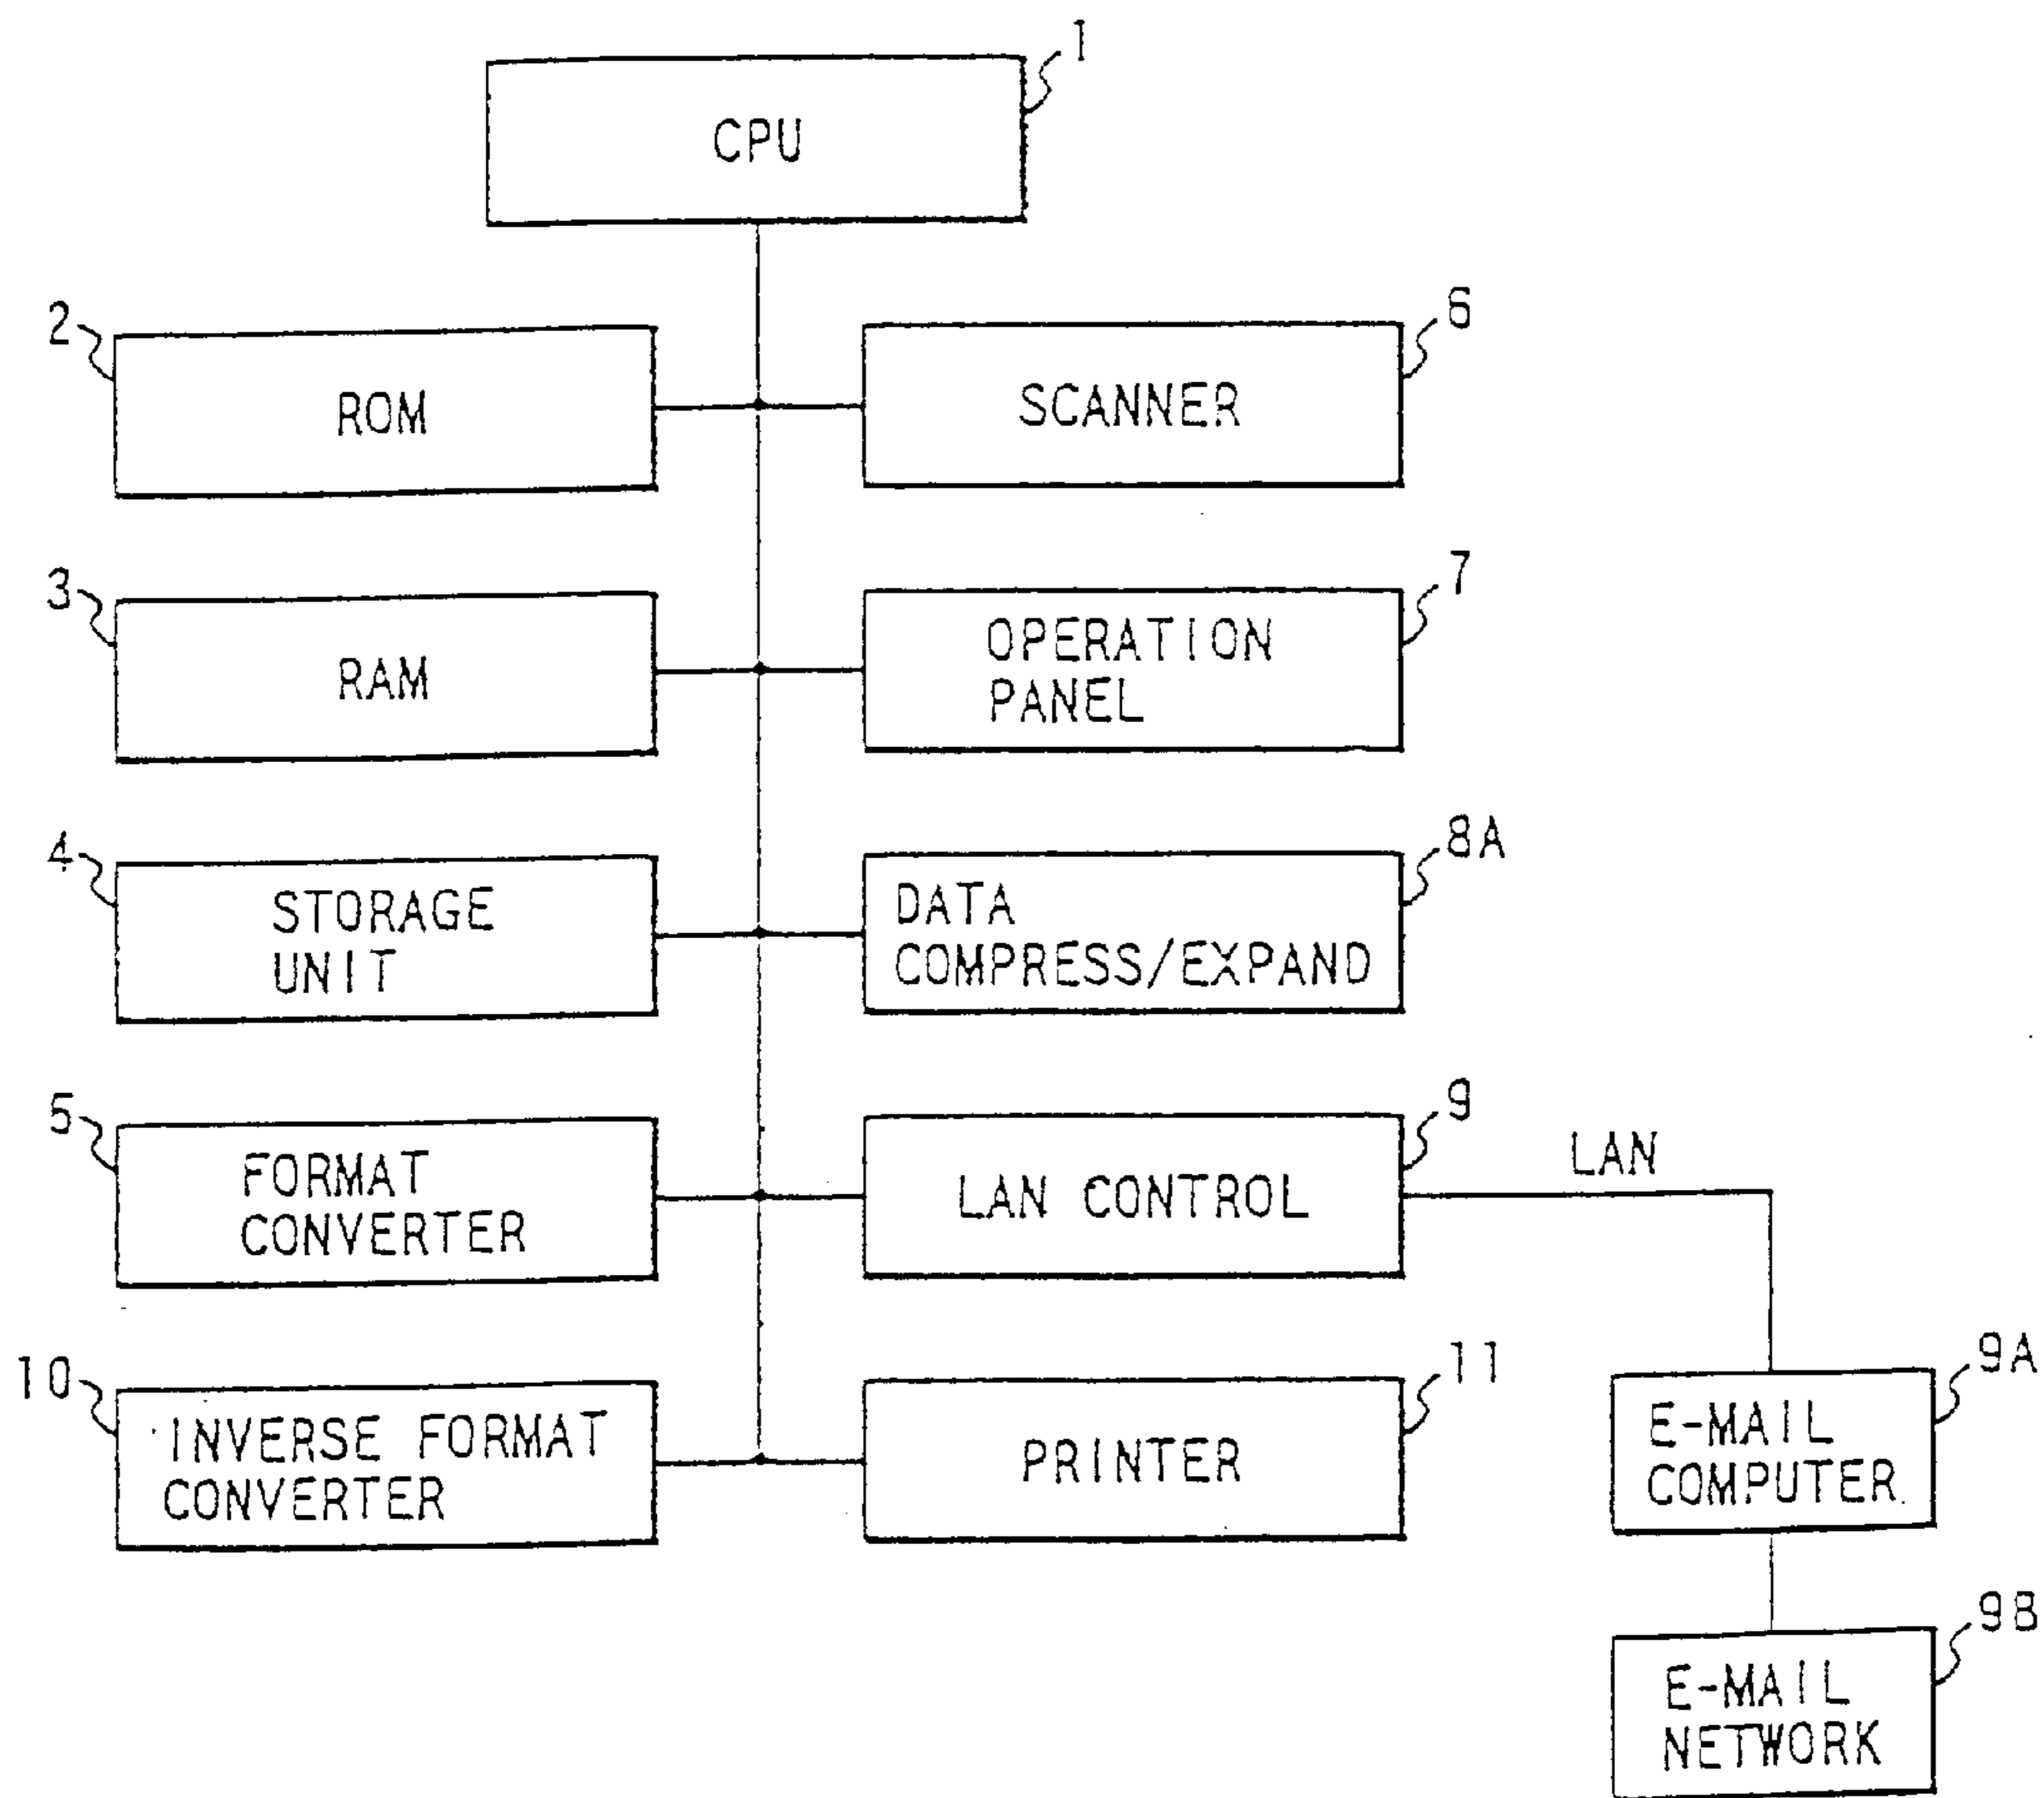 1
CPU
2
ROM
6
SCANNER
3
RAM
7
OPERATION
PANEL
4
STORAGE
UNIT
8A
DATA
COMPRESS/EXPAND
5
FORMAT
CONVERTER
9
LAN CONTROL
LAN
10
INVERSE FORMAT
CONVERTER
11
PRINTER
9A
E-MAIL
COMPUTER
9B
E-MAIL
NETWORK